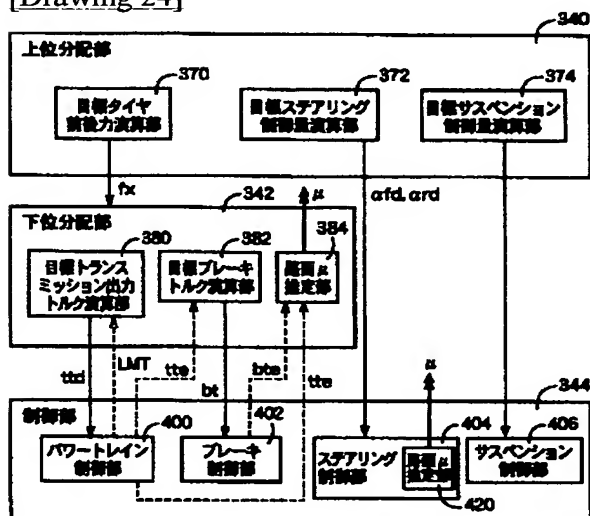 [Drawing 24]
340
上位分配部
370
372
374
目標タイヤ
前後力演算部
目標ステアリング
制御量演算部
目標サスペンション
制御量演算部
fx
μ
αfd, αrd
342
下位分配部
380
382
384
目標トランス
ミッション出力
トルク演算部
目標ブレーキ
トルク演算部
路面μ
推定部
ttd
LMT
tte
bt
bte
tte
μ
344
制御部
400
402
404
406
パワートレイン
制御部
ブレーキ
制御部
ステアリング
制御部
路面μ
推定部
サスペンション
制御部
420